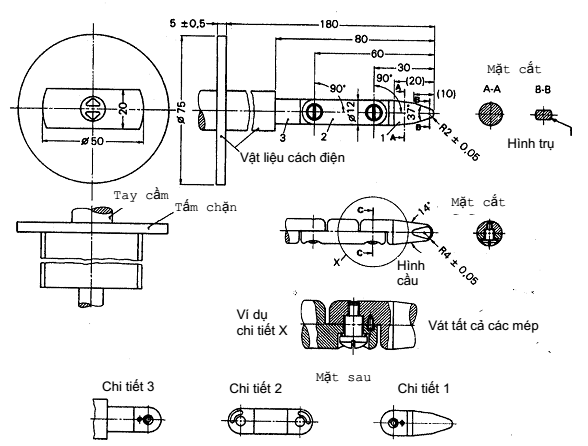 5 ±0,5
180
80
60
30
(20)
(10)
90°
90°
A
B
Mặt cắt
A-A
B-B
20
Ø 50
Ø 75
Ø 12
37°
3
2
1
A
B
R2 ± 0,05
Hình trụ
Vật liệu cách điện
Tay cầm
Tấm chặn
C
C
14°
X
Mặt cắt
Hình
cầu
R4 ± 0,05
Ví dụ
chi tiết X
Vát tất cả các mép
Mặt sau
Chi tiết 3
Chi tiết 2
Chi tiết 1